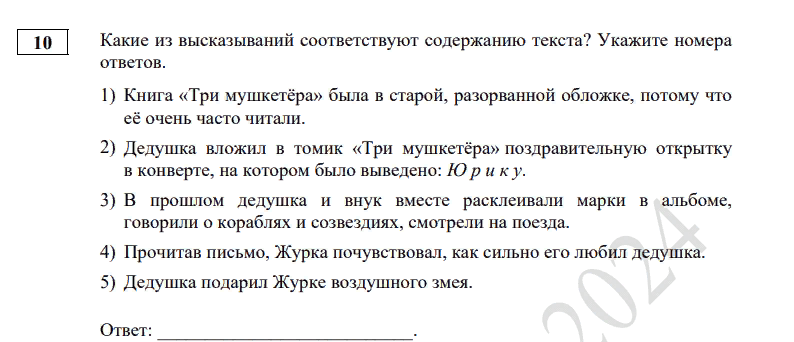 10
Какие из высказываний соответствуют содержанию текста? Укажите номера
ответов.
1) Книга «Три мушкетёра» была в старой, разорванной обложке, потому что
её очень часто читали.
2) Дедушка вложил в томик «Три мушкетёра» поздравительную открытку
в конверте, на котором было выведено: Ю р и к у.
3) В прошлом дедушка и внук вместе расклеивали марки в альбоме,
говорили о кораблях и созвездиях, смотрели на поезда.
4) Прочитав письмо, Журка почувствовал, как сильно его любил дедушка.
5) Дедушка подарил Журке воздушного змея.
Ответ: ___________________________.
2024